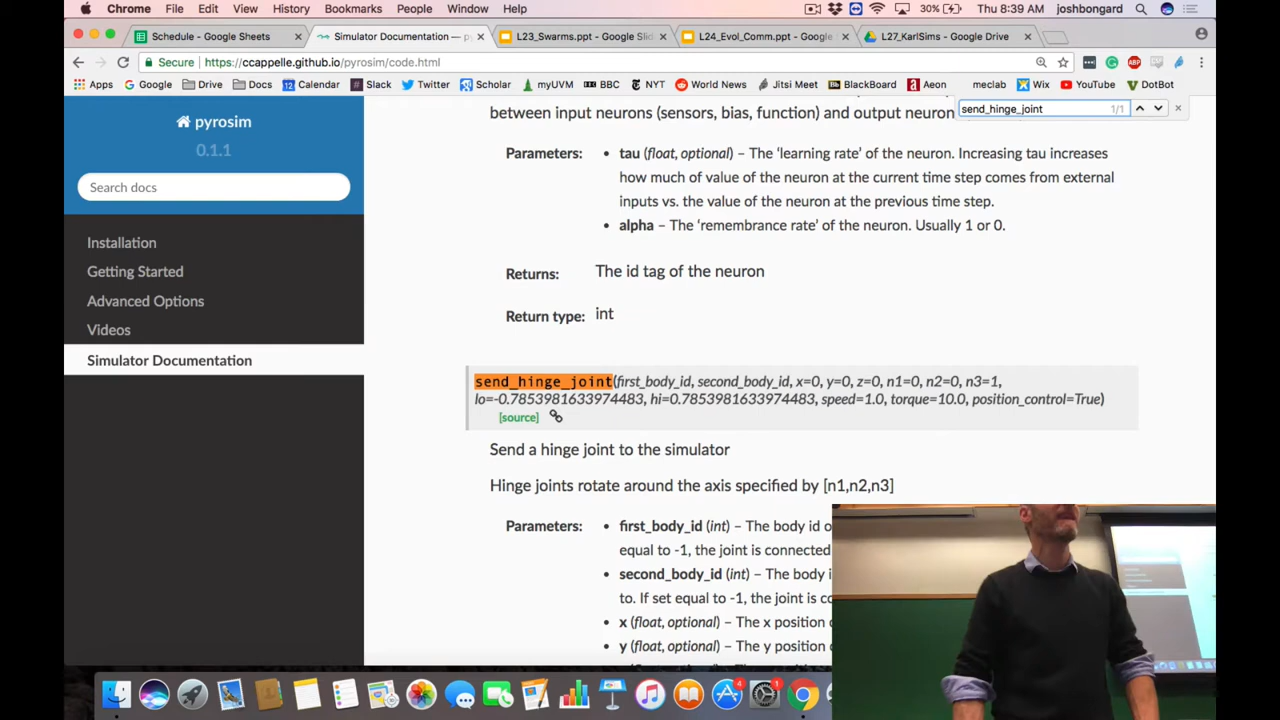 Chrome File Edit View History Bookmarks People Window Help 30% Thu 8:39 AM joshbongard
Schedule - Google Sheets × Simulator Documentation — × L23_Swarms.ppt - Google Slid × L24_Evol_Comm.ppt - Google × L27_KarlSims - Google Drive ×
Secure https://ccappelle.github.io/pyrosim/code.html
Apps Google Drive Docs Calendar Slack Scholar myUVM BBC NYT World News Jitsi Meet BlackBoard Aeon meclab Wix YouTube DotBot
send_hinge_joint 1/1
pyrosim
0.1.1
Search docs
Installation
Getting Started
Advanced Options
Videos
Simulator Documentation
between input neurons (sensors, bias, function) and output neuron
Parameters: • tau (float, optional) – The ‘learning rate’ of the neuron. Increasing tau increases
how much of value of the neuron at the current time step comes from external
inputs vs. the value of the neuron at the previous time step.
• alpha – The ‘remembrance rate’ of the neuron. Usually 1 or 0.
Returns: The id tag of the neuron
Return type: int
send_hinge_joint(first_body_id, second_body_id, x=0, y=0, z=0, n1=0, n2=0, n3=1,
lo=-0.7853981633974483, hi=0.7853981633974483, speed=1.0, torque=10.0, position_control=True)
[source]
Send a hinge joint to the simulator
Hinge joints rotate around the axis specified by [n1,n2,n3]
Parameters: • first_body_id (int) – The body id o
equal to -1, the joint is connected
• second_body_id (int) – The body i
to. If set equal to -1, the joint is c
• x (float, optional) – The x position
• y (float, optional) – The y position
4 1